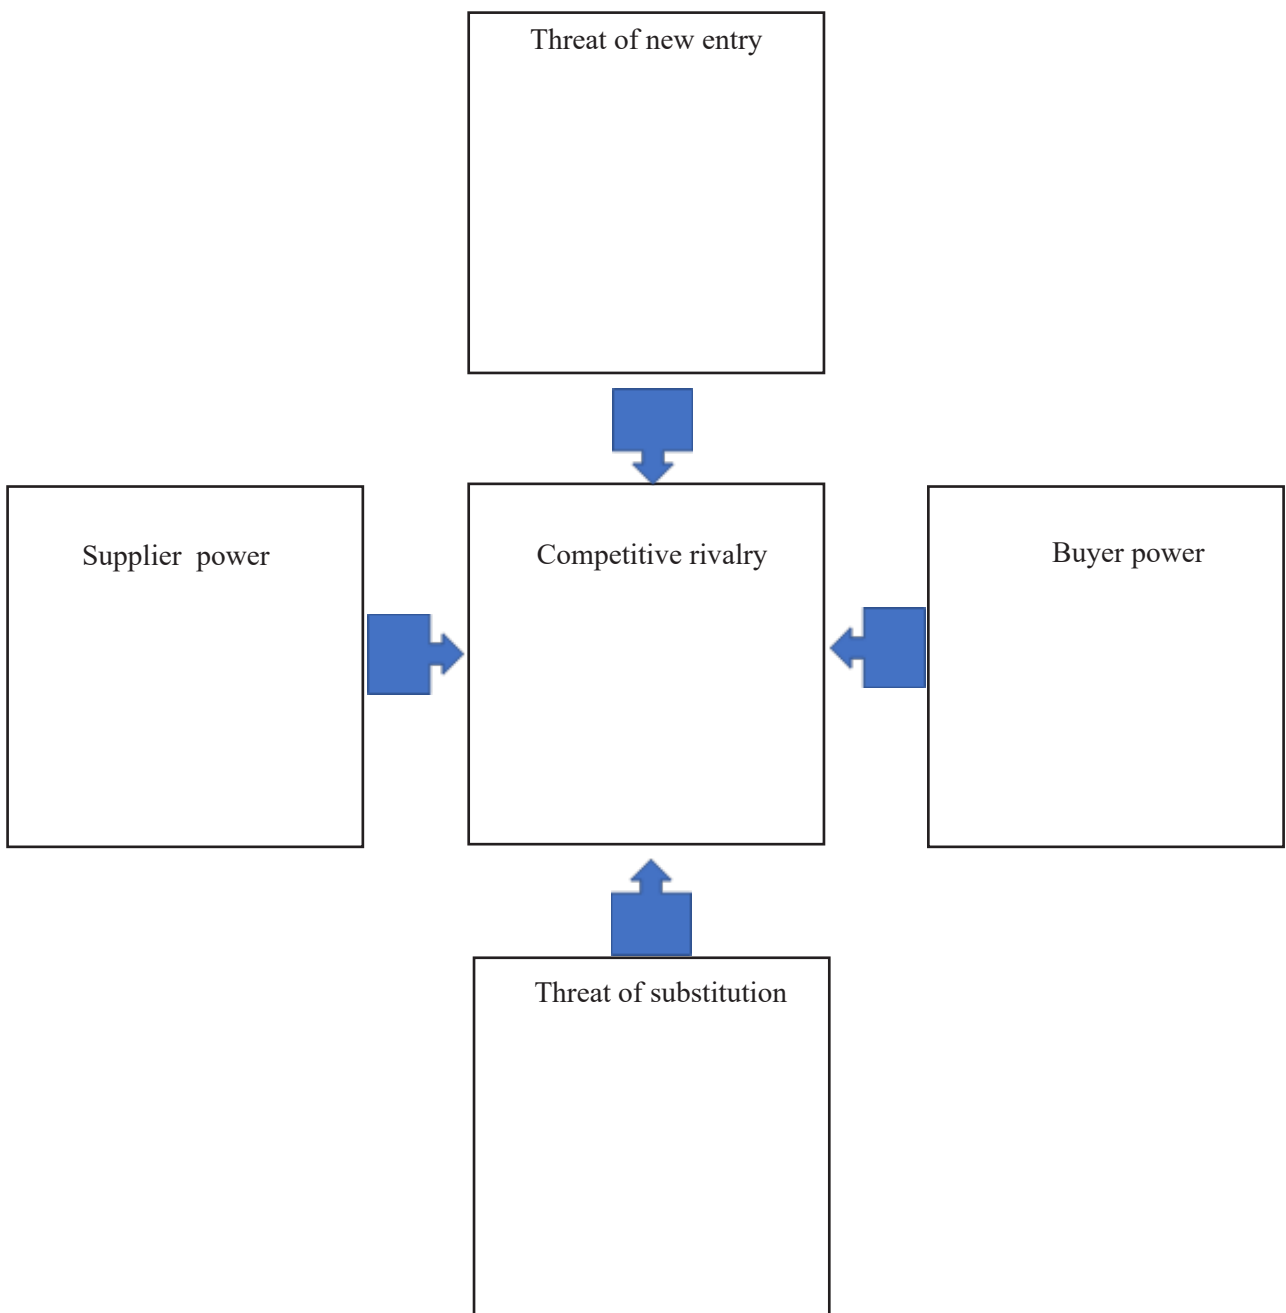 Threat of new entry
Supplier  power
Competitive rivalry
Buyer power
Threat of substitution